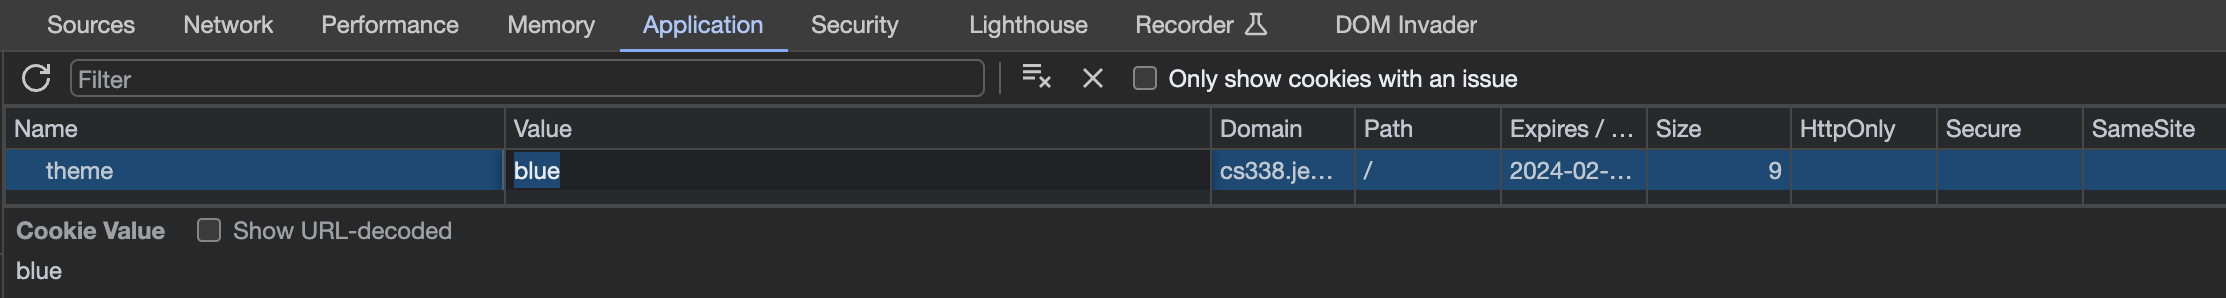 Sources Network Performance Memory Application Security Lighthouse Recorder DOM Invader
Filter Only show cookies with an issue
Name Value Domain Path Expires / ... Size HttpOnly Secure SameSite
theme blue cs338.je... / 2024-02-... 9
Cookie Value Show URL-decoded
blue